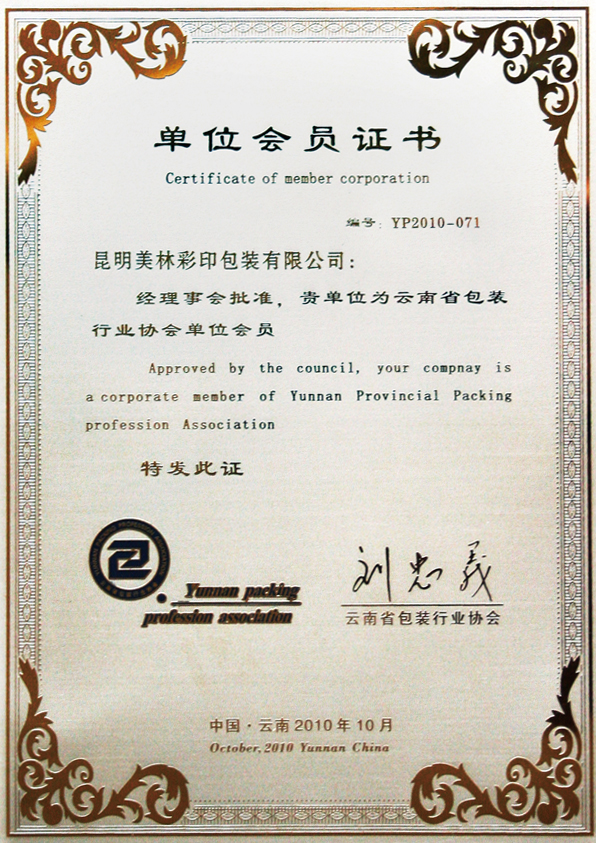 单位会员证书
Certificate of member corporation
编号: YP2010-071
昆明美林彩印包装有限公司:
经理事会批准，贵单位为云南省包装
行业协会单位会员
Approved by the council, your compnay is
a corporate member of Yunnan Provincial Packing
profession Association
特发此证
Yunnan packing
profession association
刘忠义
云南省包装行业协会
中国·云南2010年10月
October, 2010 Yunnan China